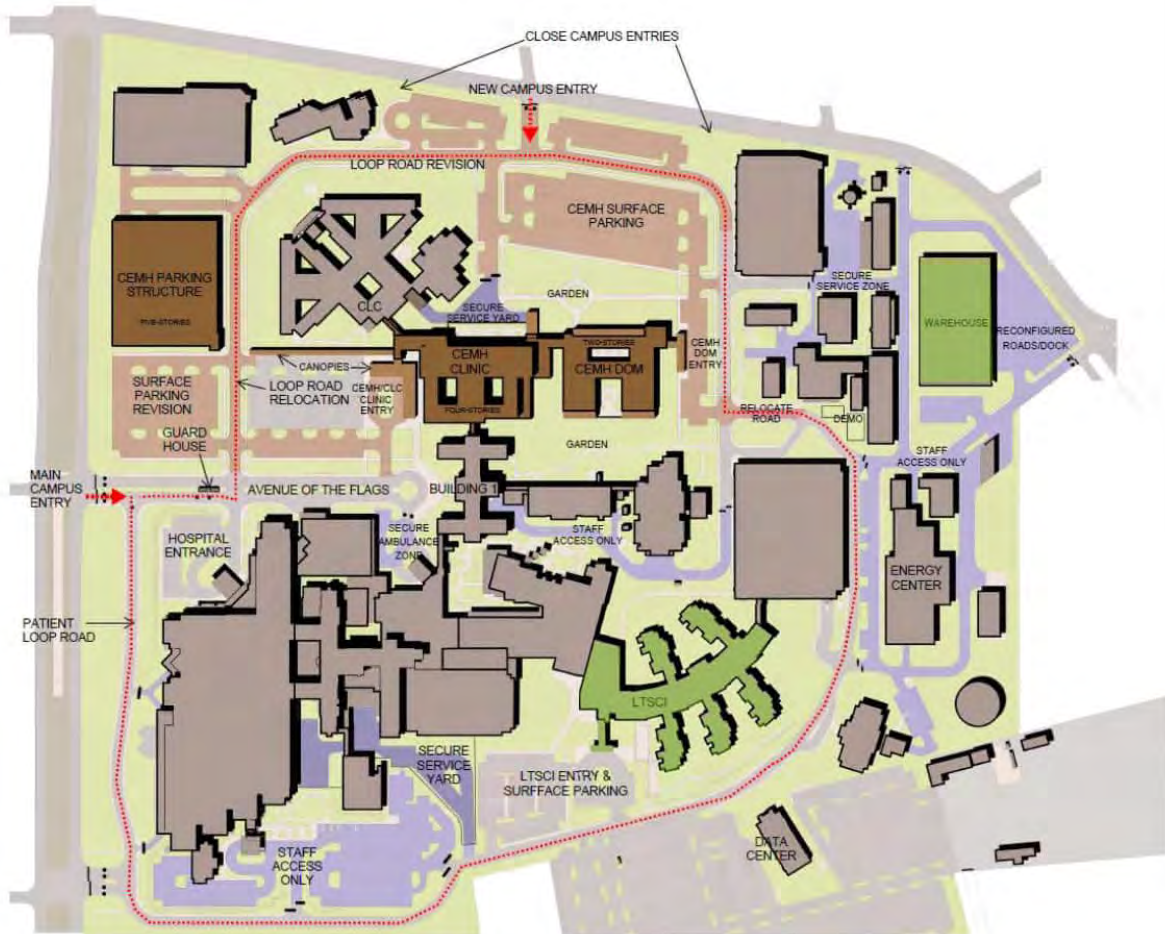 CLOSE CAMPUS ENTRIES
NEW CAMPUS ENTRY
LOOP ROAD REVISION
CEMH SURFACE
PARKING
CEMH PARKING
STRUCTURE
FIVE-STORIES
CLC
SECURE
SERVICE YARD
GARDEN
SECURE
SERVICE ZONE
WAREHOUSE
RECONFIGURED
ROADS/DOCK
CANOPIES
CEMH
CLINIC
FOUR-STORIES
TWO-STORIES
CEMH DOM
CEMH
DOM
ENTRY
SURFACE
PARKING
REVISION
LOOP ROAD
RELOCATION
CEMH/CLC
CLINIC
ENTRY
RELOCATE
ROAD
DEMO
GUARD
HOUSE
GARDEN
STAFF
ACCESS ONLY
MAIN
CAMPUS
ENTRY
AVENUE OF THE FLAGS
BUILDING 1
HOSPITAL
ENTRANCE
SECURE
AMBULANCE
ZONE
STAFF
ACCESS ONLY
ENERGY
CENTER
PATIENT
LOOP ROAD
LTSCI
SECURE
SERVICE
YARD
LTSCI ENTRY &
SURFFACE PARKING
STAFF
ACCESS
ONLY
DATA
CENTER